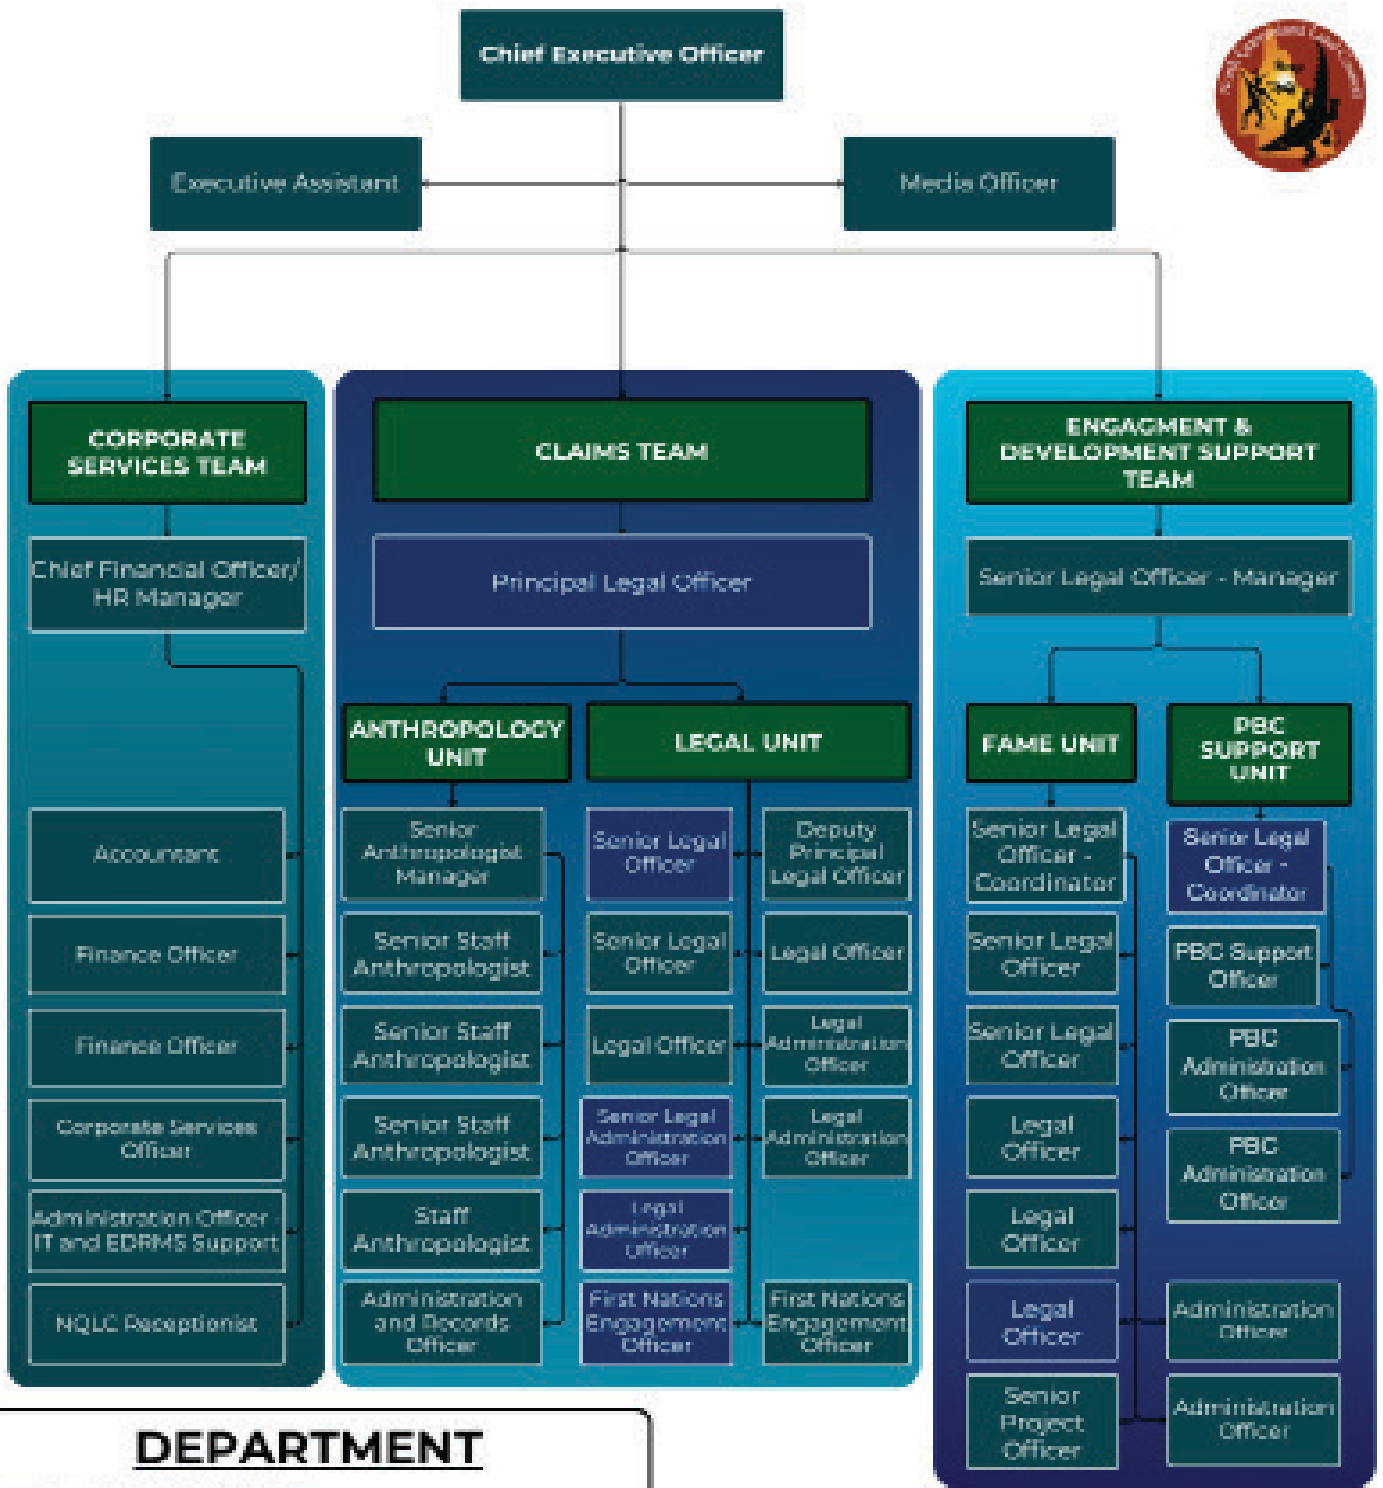 Chief Executive Officer
Executive Assistant
Media Officer
CORPORATE
SERVICES TEAM
Chief Financial Officer/
HR Manager
Accountant
Finance Officer
Finance Officer
Corporate Services
Officer
Administration Officer -
IT and EDRMS Support
NQLC Receptionist
CLAIMS TEAM
Principal Legal Officer
ANTHROPOLOGY
UNIT
Senior
Anthropologist
Manager
Senior Staff
Anthropologist
Senior Staff
Anthropologist
Senior Staff
Anthropologist
Staff
Anthropologist
Administration
and Records
Officer
LEGAL UNIT
Senior Legal
Officer
Senior Legal
Officer
Legal Officer
Senior Legal
Administration
Officer
Legal
Administration
Officer
First Nations
Engagement
Officer
Deputy
Principal
Legal Officer
Legal Officer
Legal
Administration
Officer
Legal
Administration
Officer
First Nations
Engagement
Officer
ENGAGMENT &
DEVELOPMENT SUPPORT
TEAM
Senior Legal Officer - Manager
FAME UNIT
Senior Legal
Officer -
Coordinator
Senior Legal
Officer
Senior Legal
Officer
Legal
Officer
Legal
Officer
Legal
Officer
Senior
Project
Officer
PBC
SUPPORT
UNIT
Senior Legal
Officer -
Coordinator
PBC Support
Officer
PBC
Administration
Officer
PBC
Administration
Officer
Administration
Officer
Administration
Officer
DEPARTMENT